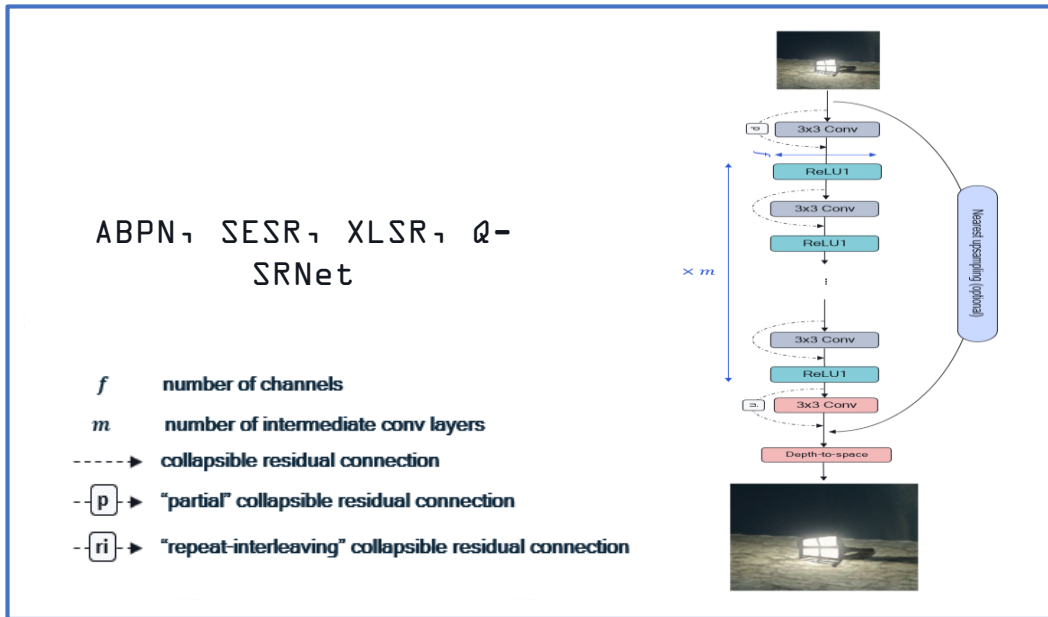 ABPN, SESR, XLSR, Q-
SRNet
f number of channels
m number of intermediate conv layers
collapsible residual connection
p "partial" collapsible residual connection
ri "repeat-interleaving" collapsible residual connection
p
3x3 Conv
f
ReLU1
3x3 Conv
ReLU1
× m
...
3x3 Conv
ReLU1
ri
3x3 Conv
Depth-to-space
Nearest upsampling (optional)